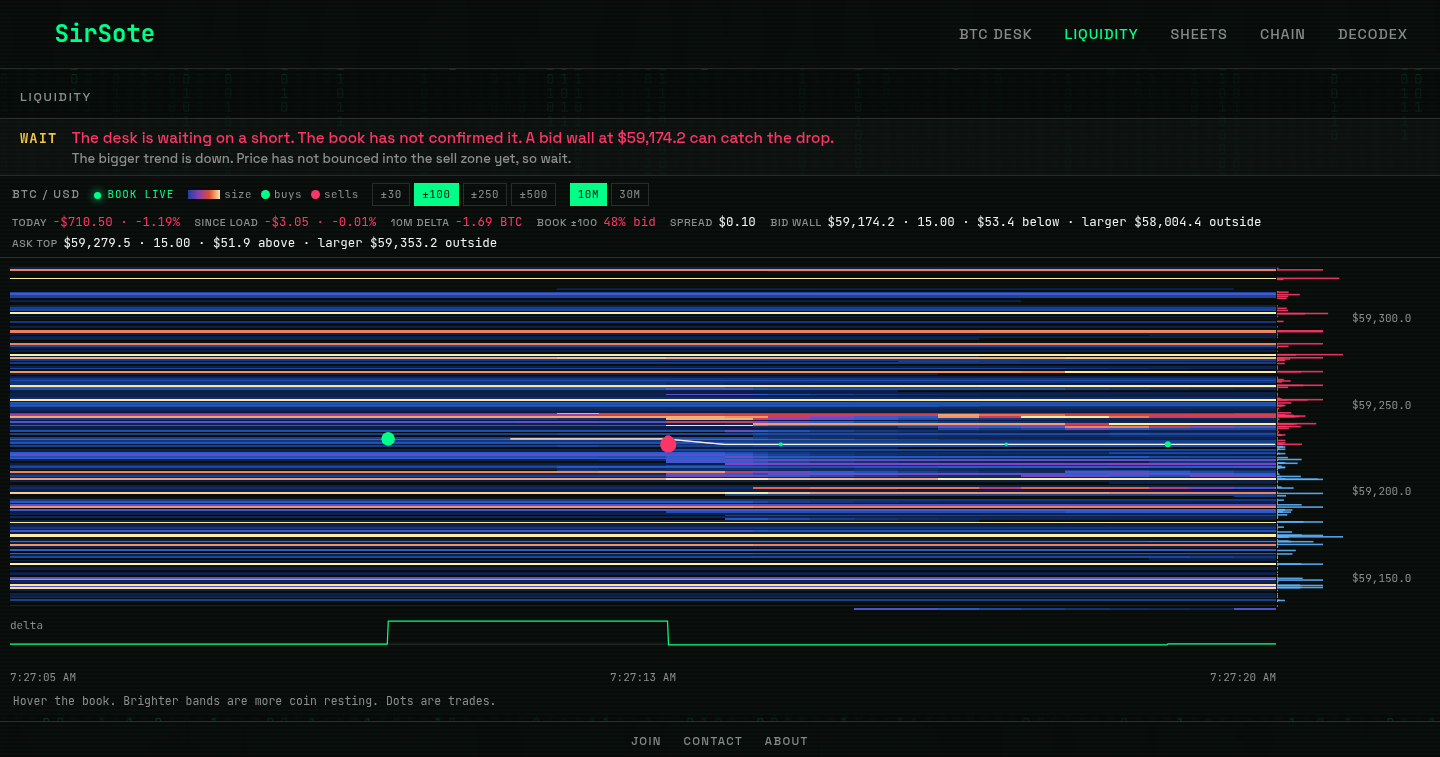 SirSote
BTC DESK LIQUIDITY SHEETS CHAIN DECODEX
LIQUIDITY
WAIT The desk is waiting on a short. The book has not confirmed it. A bid wall at $59,174.2 can catch the drop.
The bigger trend is down. Price has not bounced into the sell zone yet, so wait.
BTC / USD BOOK LIVE size buys sells ±30 ±100 ±250 ±500 10M 30M
TODAY -$710.50 · -1.19% SINCE LOAD -$3.05 · -0.01% 10M DELTA -1.69 BTC BOOK ±100 48% bid SPREAD $0.10 BID WALL $59,174.2 · 15.00 · $53.4 below · larger $58,004.4 outside
ASK TOP $59,279.5 · 15.00 · $51.9 above · larger $59,353.2 outside
$59,300.0
$59,250.0
$59,200.0
$59,150.0
delta
7:27:05 AM 7:27:13 AM 7:27:20 AM
Hover the book. Brighter bands are more coin resting. Dots are trades.
JOIN CONTACT ABOUT